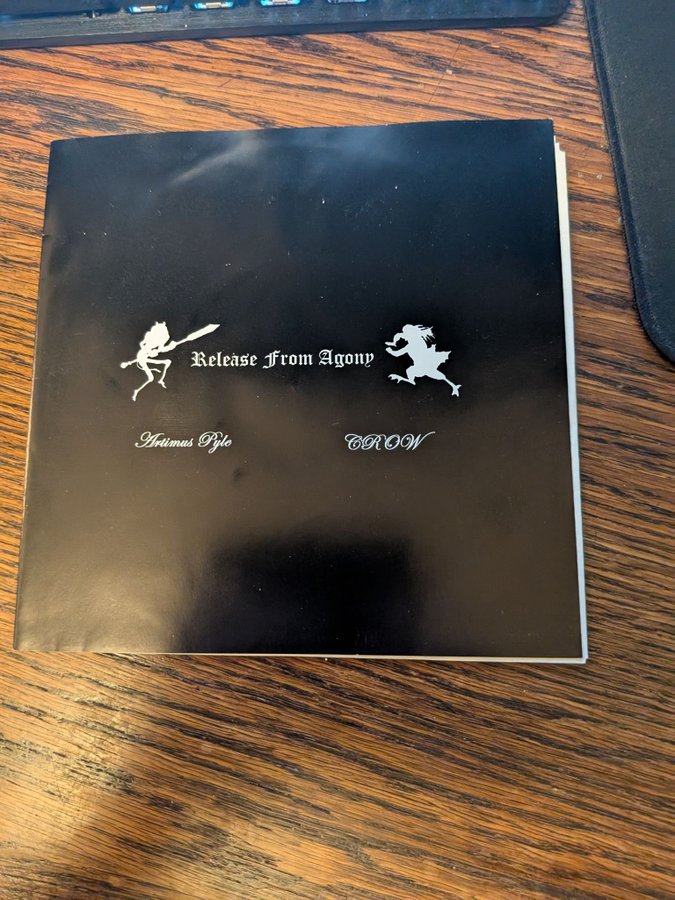 Release From Agony
Artimus Pyle
CROW